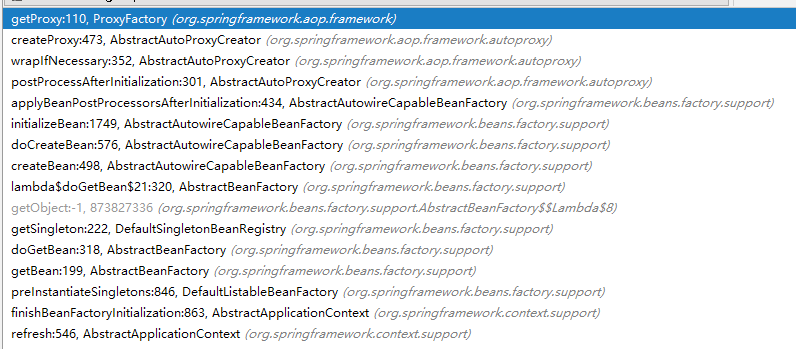 getProxy:110, ProxyFactory (org.springframework.aop.framework)
createProxy:473, AbstractAutoProxyCreator (org.springframework.aop.framework.autoproxy)
wrapIfNecessary:352, AbstractAutoProxyCreator (org.springframework.aop.framework.autoproxy)
postProcessAfterInitialization:301, AbstractAutoProxyCreator (org.springframework.aop.framework.autoproxy)
applyBeanPostProcessorsAfterInitialization:434, AbstractAutowireCapableBeanFactory (org.springframework.beans.factory.support)
initializeBean:1749, AbstractAutowireCapableBeanFactory (org.springframework.beans.factory.support)
doCreateBean:576, AbstractAutowireCapableBeanFactory (org.springframework.beans.factory.support)
createBean:498, AbstractAutowireCapableBeanFactory (org.springframework.beans.factory.support)
lambda$doGetBean$21:320, AbstractBeanFactory (org.springframework.beans.factory.support)
getObject:-1, 873827336 (org.springframework.beans.factory.support.AbstractBeanFactory$$Lambda$8)
getSingleton:222, DefaultSingletonBeanRegistry (org.springframework.beans.factory.support)
doGetBean:318, AbstractBeanFactory (org.springframework.beans.factory.support)
getBean:199, AbstractBeanFactory (org.springframework.beans.factory.support)
preInstantiateSingletons:846, DefaultListableBeanFactory (org.springframework.beans.factory.support)
finishBeanFactoryInitialization:863, AbstractApplicationContext (org.springframework.context.support)
refresh:546, AbstractApplicationContext (org.springframework.context.support)